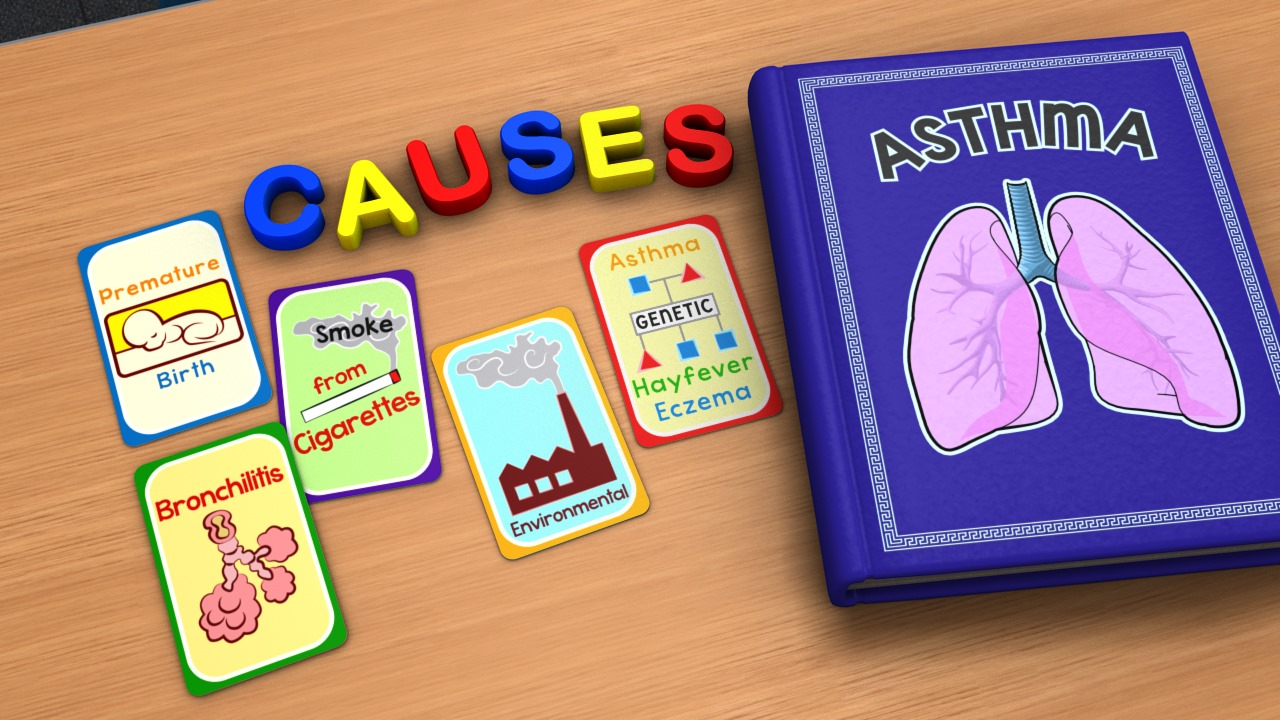 CAUSES
ASTHMA
Premature
Birth
Smoke
from
Cigarettes
Bronchilitis
Environmental
Asthma
GENETIC
Hayfever
Eczema